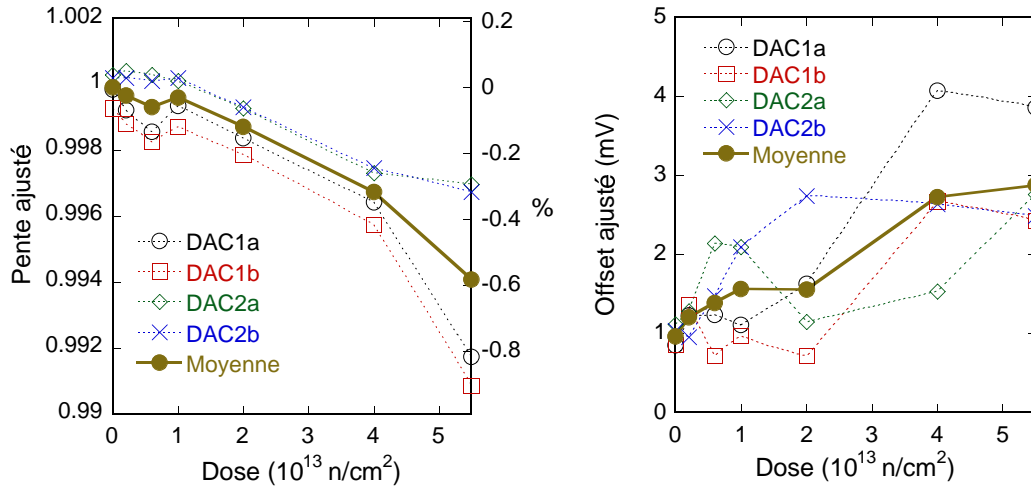 Pente ajusté
1.002
1
0.998
0.996
0.994
0.992
0.99
0.2
0
-0.2
-0.4
-0.6
-0.8
%
DAC1a
DAC1b
DAC2a
DAC2b
Moyenne
0 1 2 3 4 5
Dose (10¹³ n/cm²)
Offset ajusté (mV)
5
4
3
2
1
0
DAC1a
DAC1b
DAC2a
DAC2b
Moyenne
0 1 2 3 4 5
Dose (10¹³ n/cm²)